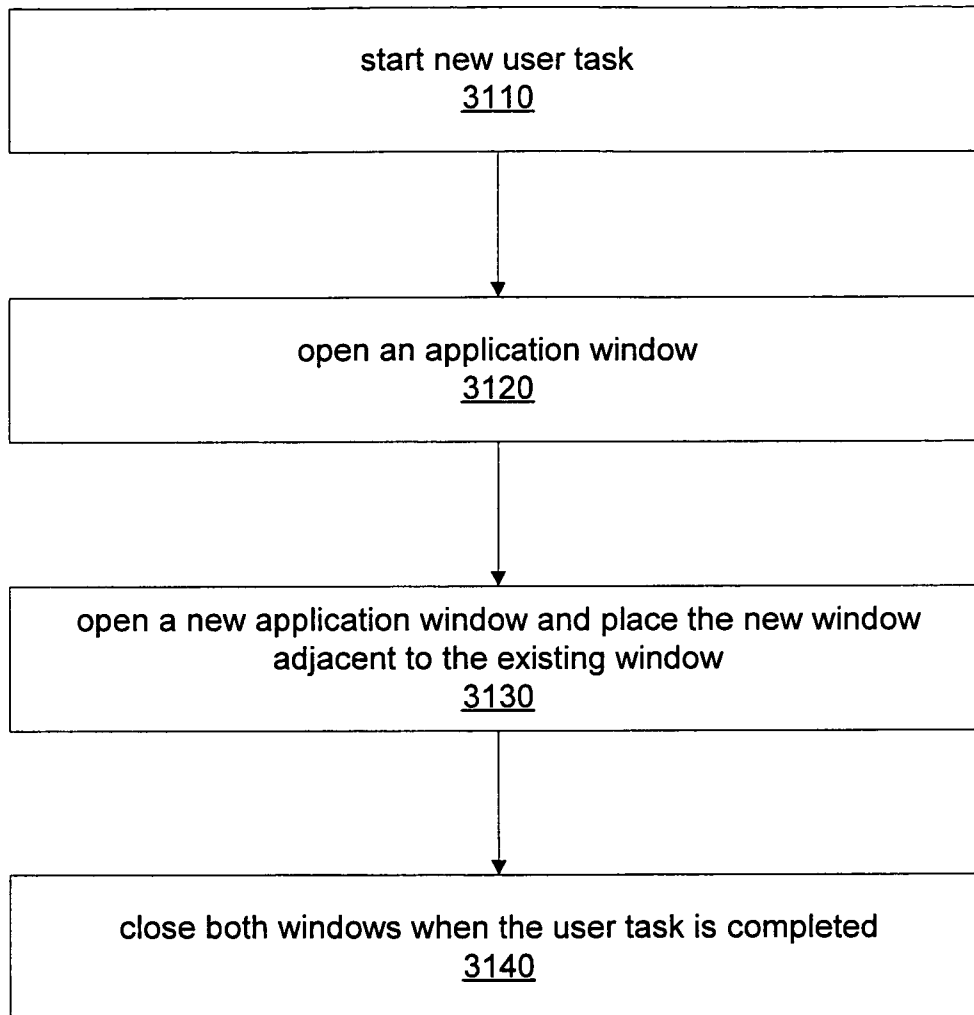 start new user task
3110
open an application window
3120
open a new application window and place the new window
adjacent to the existing window
3130
close both windows when the user task is completed
3140